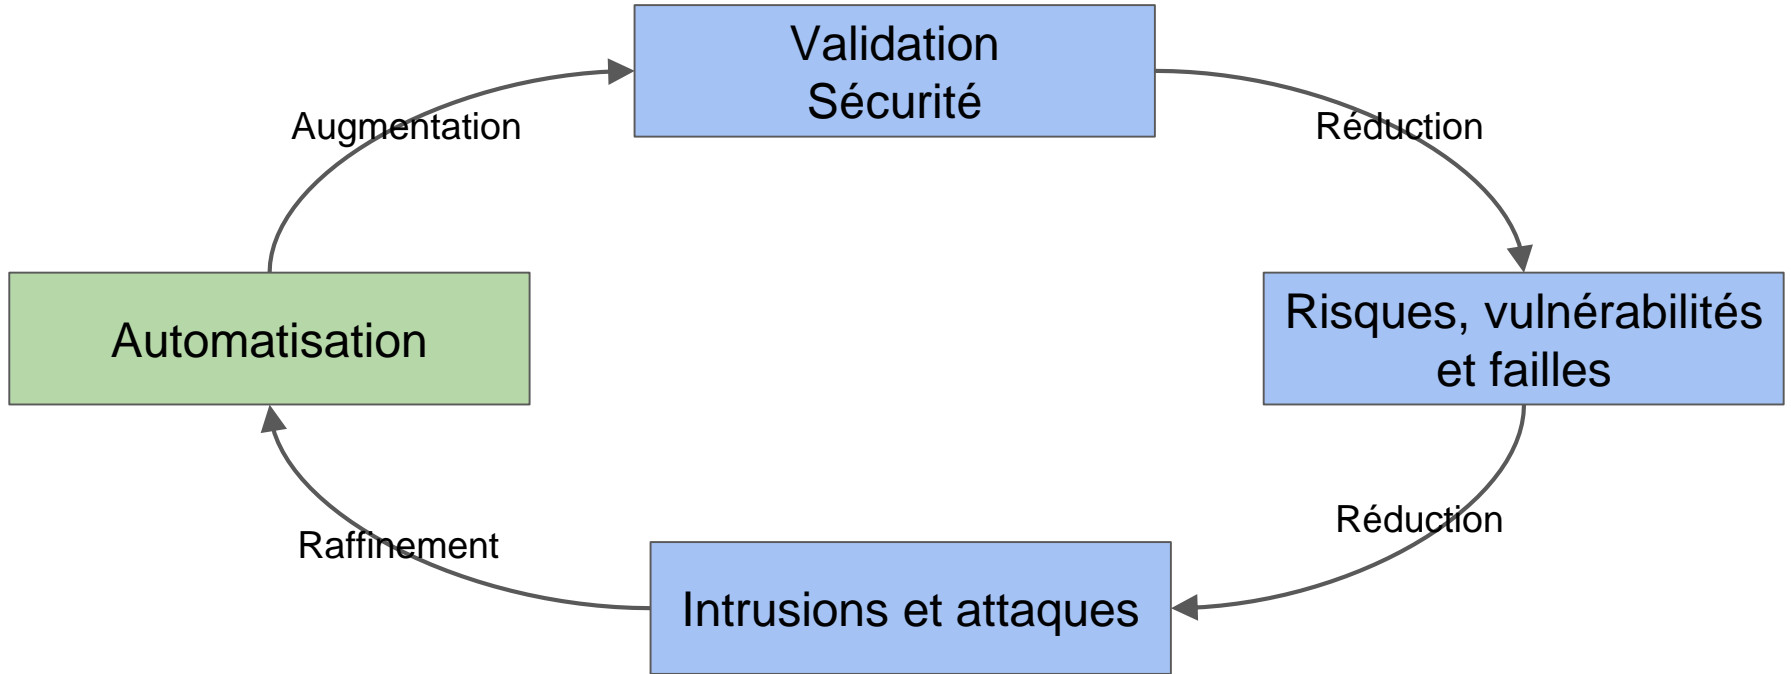 Validation
Sécurité
Augmentation
Réduction
Automatisation
Risques, vulnérabilités
et failles
Raffinement
Réduction
Intrusions et attaques